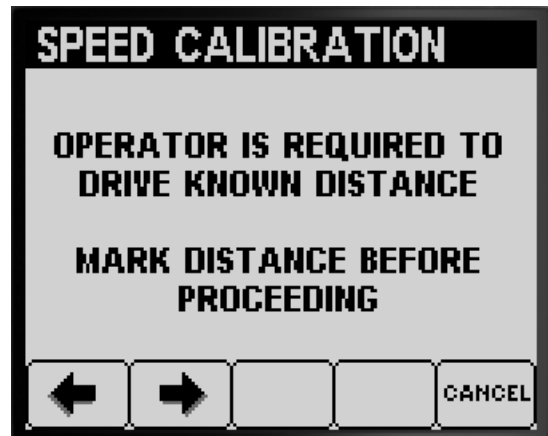 SPEED CALIBRATION
OPERATOR IS REQUIRED TO
DRIVE KNOWN DISTANCE
MARK DISTANCE BEFORE
PROCEEDING
CANCEL